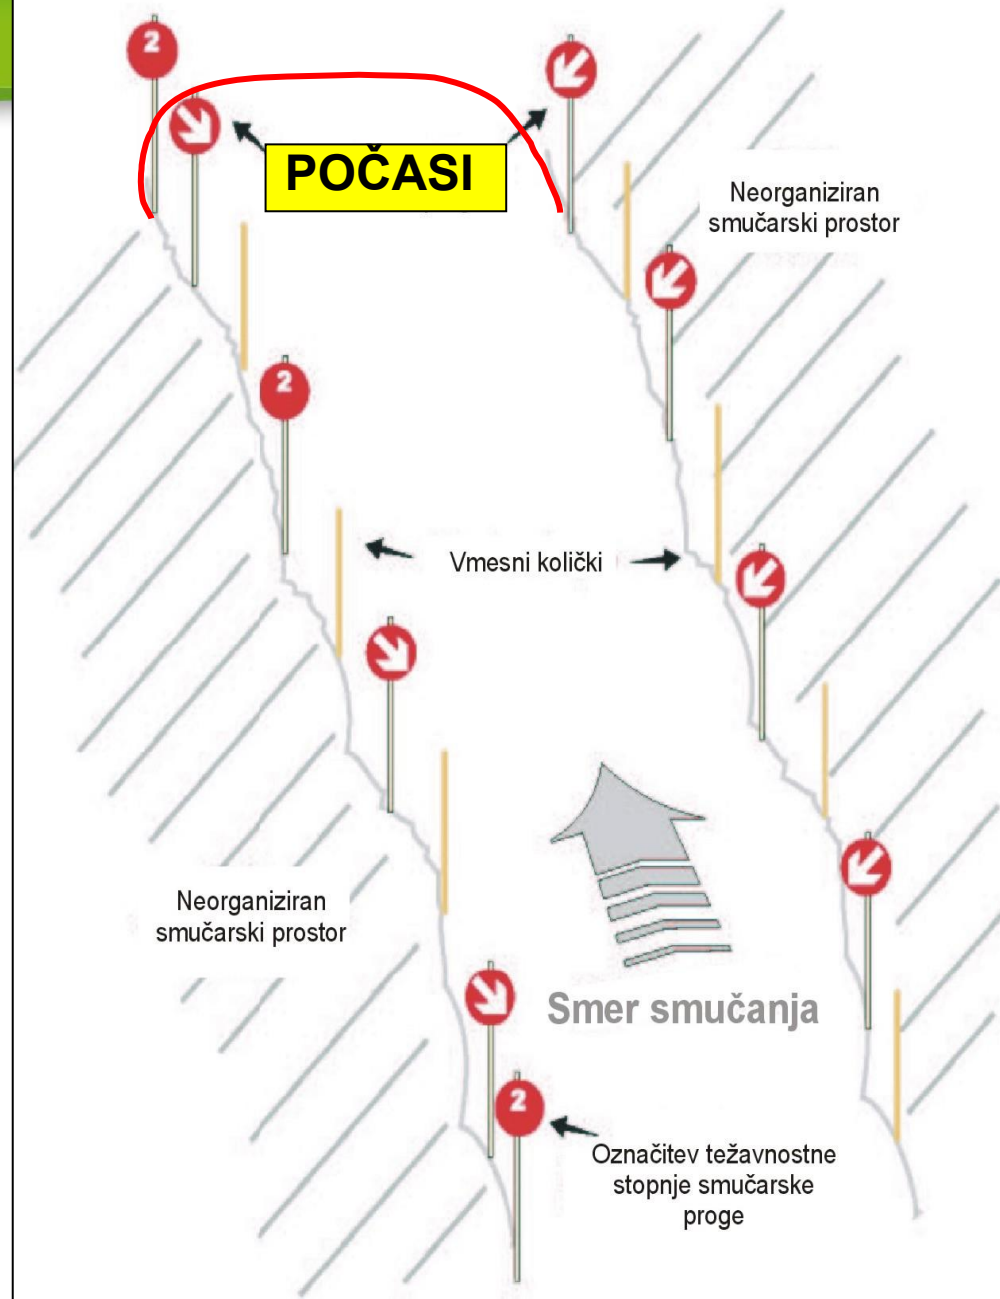 2
POČASI
Neorganiziran
smučarski prostor
2
Vmesni količki
Neorganiziran
smučarski prostor
Smer smučanja
2
Označitev težavnostne
stopnje smučarske
proge